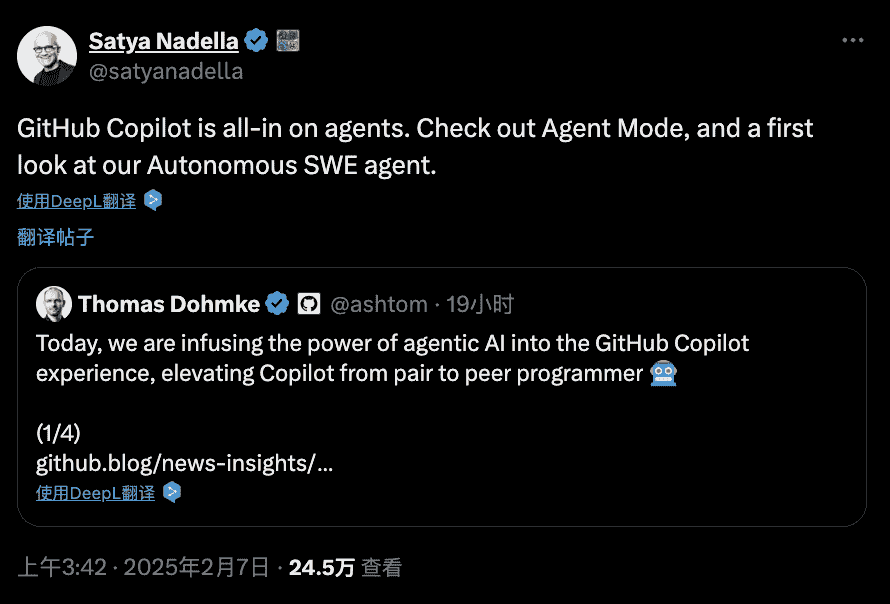 Satya Nadella
@satyanadella
GitHub Copilot is all-in on agents. Check out Agent Mode, and a first
look at our Autonomous SWE agent.
使用DeepL翻译
翻译帖子
Thomas Dohmke @ashtom · 19小时
Today, we are infusing the power of agentic AI into the GitHub Copilot
experience, elevating Copilot from pair to peer programmer 🤖
(1/4)
github.blog/news-insights/...
使用DeepL翻译
上午3:42 · 2025年2月7日 · 24.5万 查看